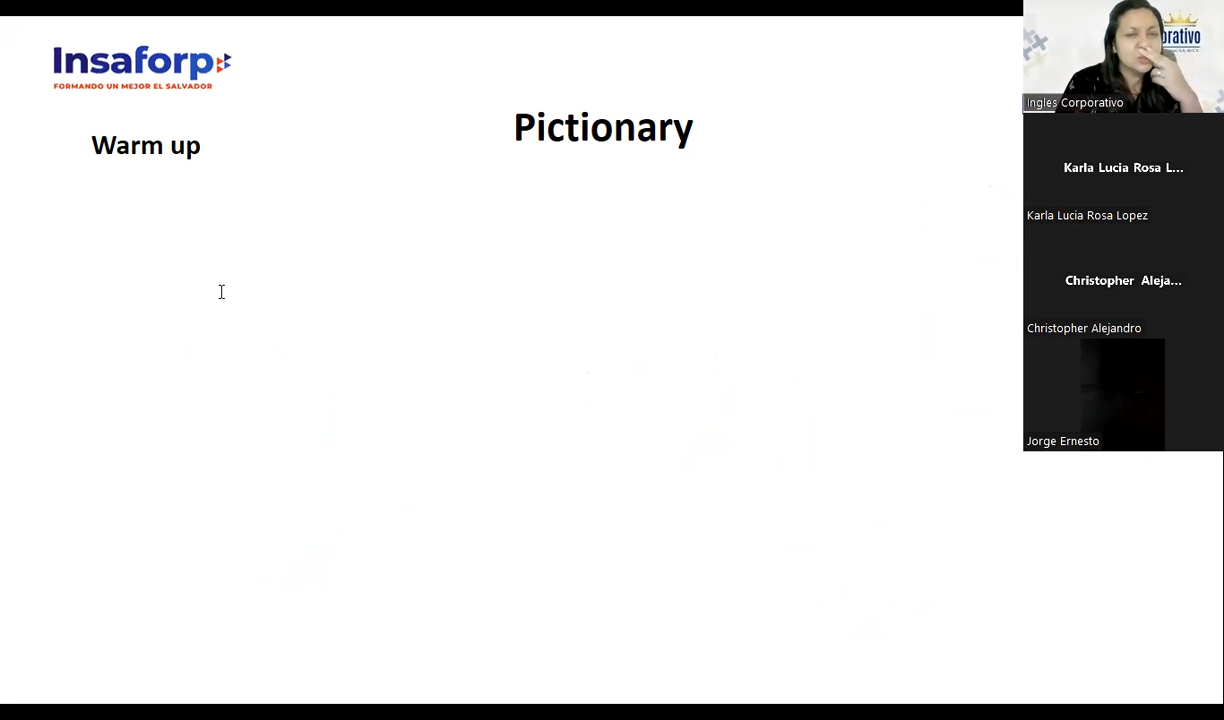 Insaforp
FORMANDO UN MEJOR EL SALVADOR
Warm up
Pictionary
Ingles Corporativo
Karla Lucia Rosa L...
Karla Lucia Rosa Lopez
Christopher Aleja...
Christopher Alejandro
Jorge Ernesto